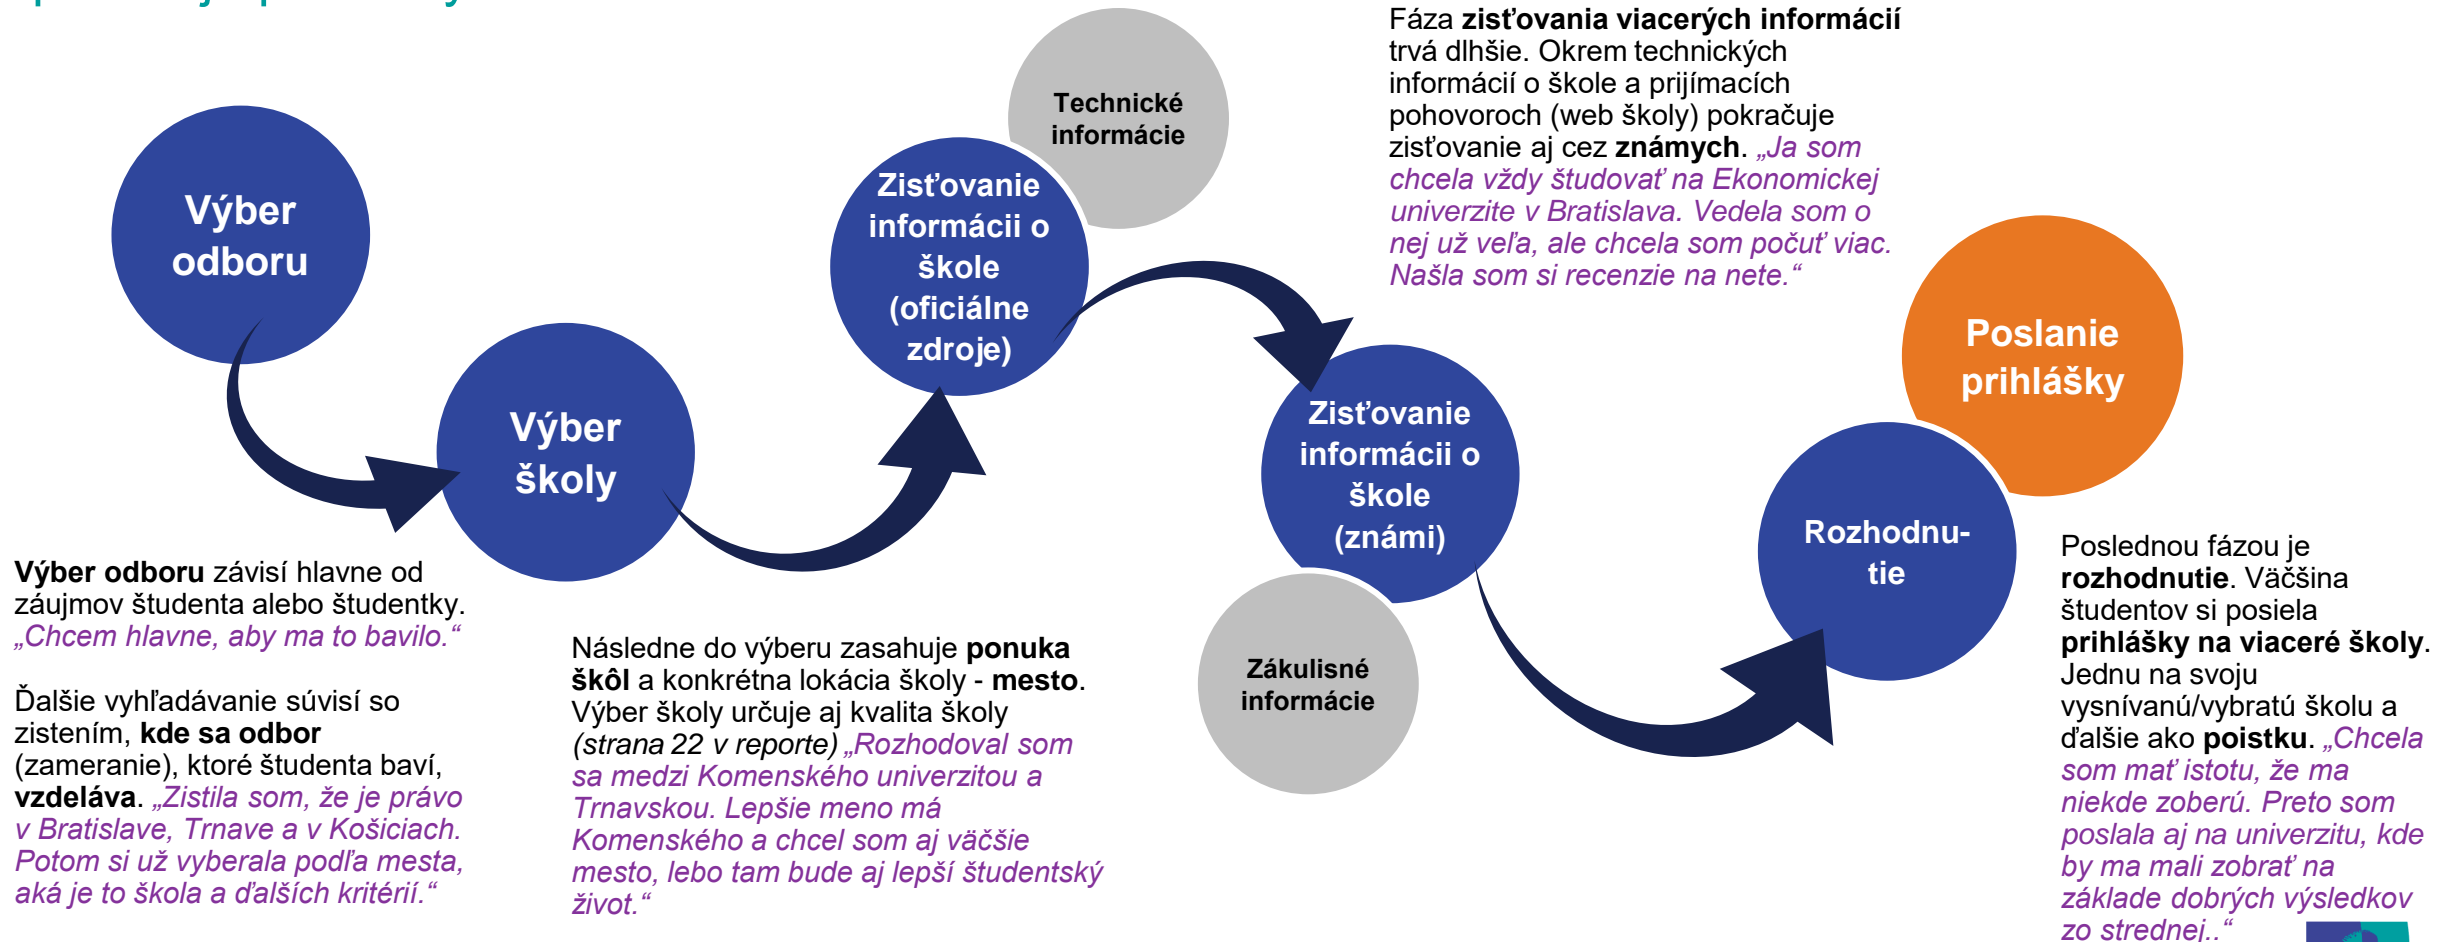 Výber
odboru
Výber
školy
Technické
informácie
Zisťovanie
informácii o
škole
(oficiálne
zdroje)
Zisťovanie
informácii o
škole
(známi)
Zákulisné
informácie
Rozhodnu-
tie
Poslanie
prihlášky
Výber odboru závisí hlavne od
záujmov študenta alebo študentky.
„Chcem hlavne, aby ma to bavilo.“
Ďalšie vyhľadávanie súvisí so
zistením, kde sa odbor
(zameranie), ktoré študenta baví,
vzdeláva. „Zistila som, že je právo
v Bratislave, Trnave a v Košiciach.
Potom si už vyberala podľa mesta,
aká je to škola a ďalších kritérií.“
Následne do výberu zasahuje ponuka
škôl a konkrétna lokácia školy - mesto.
Výber školy určuje aj kvalita školy
(strana 22 v reporte) „Rozhodoval som
sa medzi Komenského univerzitou a
Trnavskou. Lepšie meno má
Komenského a chcel som aj väčšie
mesto, lebo tam bude aj lepší študentský
život.“
Fáza zisťovania viacerých informácií
trvá dlhšie. Okrem technických
informácií o škole a prijímacích
pohovoroch (web školy) pokračuje
zisťovanie aj cez známych. „Ja som
chcela vždy študovať na Ekonomickej
univerzite v Bratislava. Vedela som o
nej už veľa, ale chcela som počuť viac.
Našla som si recenzie na nete.“
Poslednou fázou je
rozhodnutie. Väčšina
študentov si posiela
prihlášky na viaceré školy.
Jednu na svoju
vysnívanú/vybratú školu a
ďalšie ako poistku. „Chcela
som mať istotu, že ma
niekde zoberú. Preto som
poslala aj na univerzitu, kde
by ma mali zobrať na
základe dobrých výsledkov
zo strednej..“